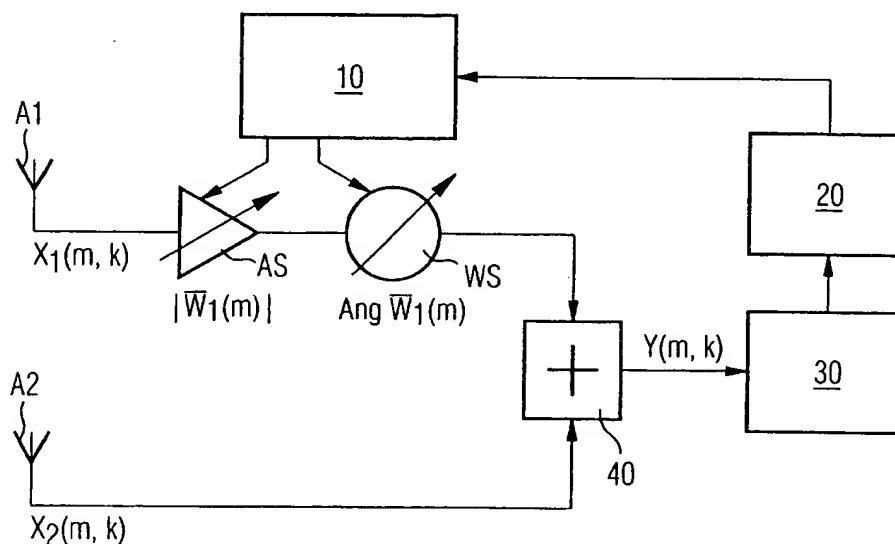 10
A1
20
X₁(m, k)
AS
WS
|W̅₁(m)|
Ang W̅₁(m)
Y(m, k)
30
A2
40
X₂(m, k)